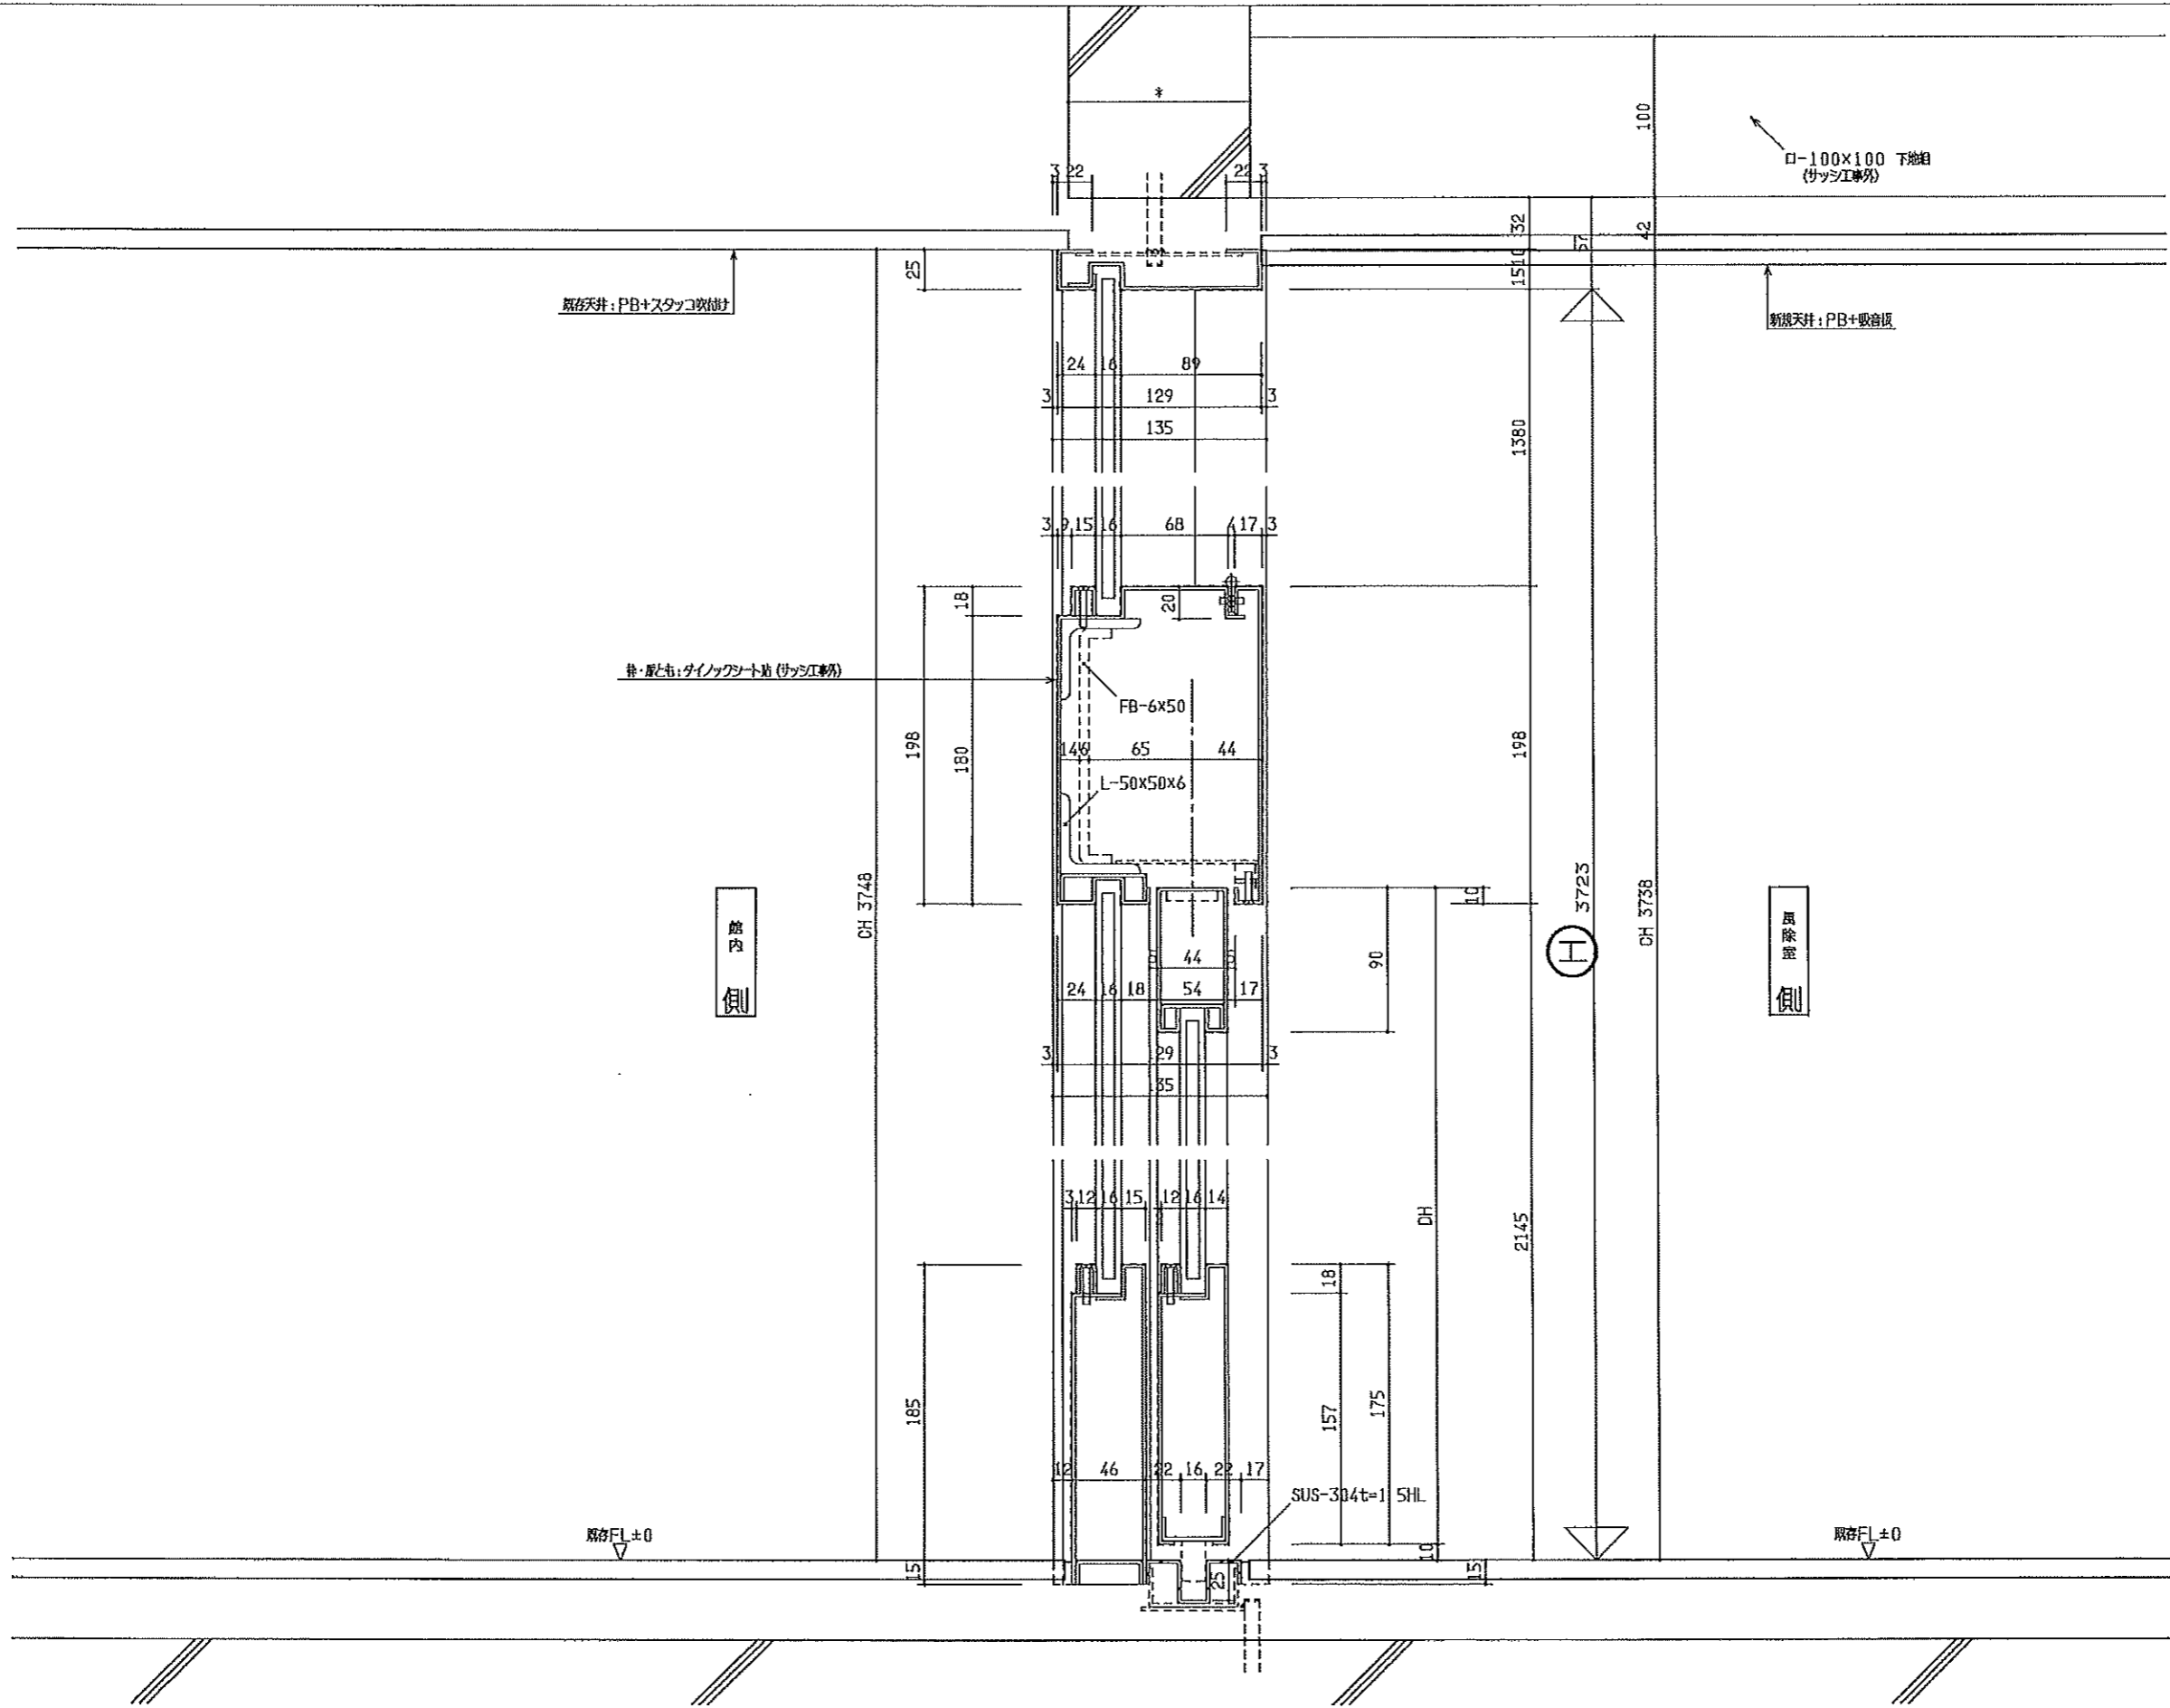 *
100
ロ-100×100 下地組
(サッシ工事外)
3 22
22 3
32
57
42
25
15 10
既存天井：PB+スタッコ吹付け
新規天井：PB+吸音板
24 16 89
3 129 3
135
1380
3 9 15 16 68 4 17 3
18
20
枠・扉とも：ダイノックシート貼 (サッシ工事外)
FB-6×50
198
180
14 6 65 44
198
L-50×50×6
CH 3748
3723
CH 3738
10
館内
側
H
風除室
側
90
44
24 16 18 54 17
3 129 3
135
3 12 16 15 12 16 14
DH
2145
18
185
157
175
12 46 22 16 22 17
SUS-304t=1.5HL
既存FL±0
既存FL±0
15
25
10
15